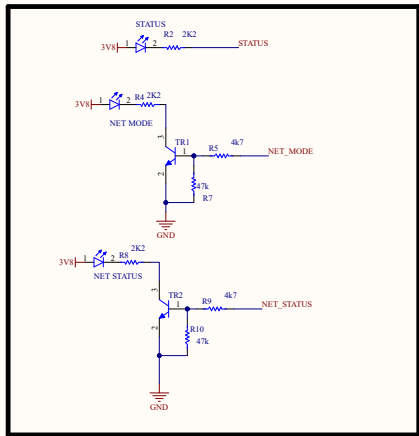 STATUS
R2 2K2
3V8 1 2 STATUS
R4 2K2
3V8 1 2
NET MODE
3
TR1 R5 4k7
1 NET_MODE
2
47k
R7
GND
2K2
3V8 1 2 R8
NET STATUS
3
TR2 R9 4k7
1 NET_STATUS
2
R10
47k
GND